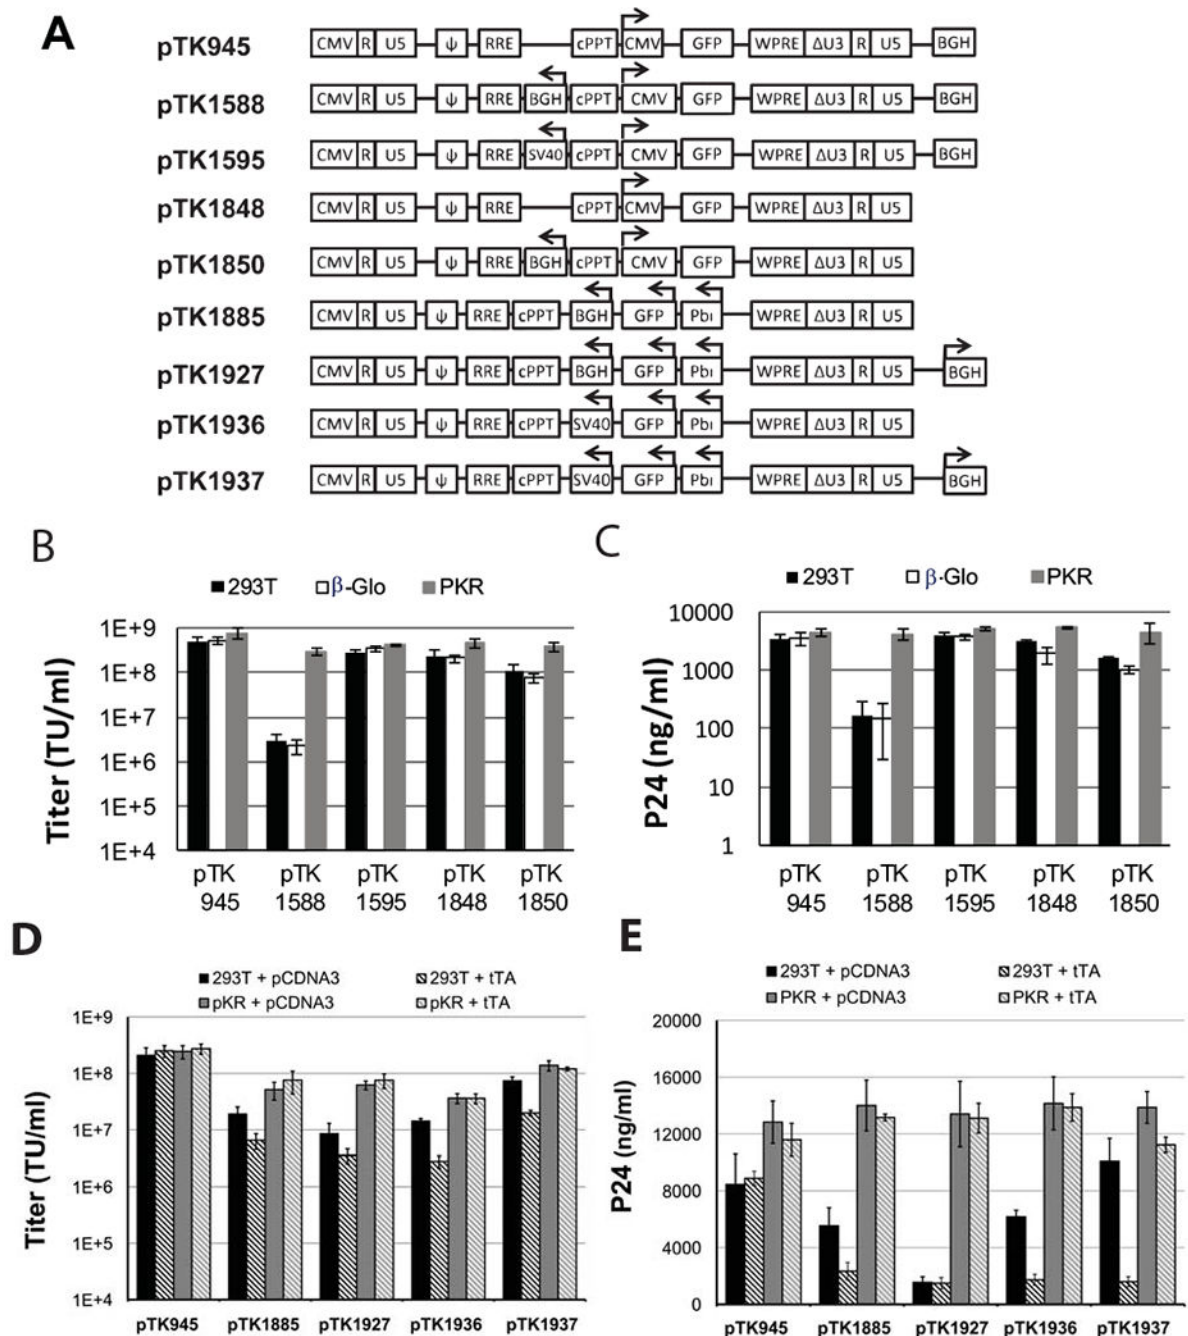 A
pTK945 CMV R U5 ψ RRE cPPT CMV GFP WPRE ΔU3 R U5 BGH
pTK1588 CMV R U5 ψ RRE BGH cPPT CMV GFP WPRE ΔU3 R U5 BGH
pTK1595 CMV R U5 ψ RRE SV40 cPPT CMV GFP WPRE ΔU3 R U5 BGH
pTK1848 CMV R U5 ψ RRE cPPT CMV GFP WPRE ΔU3 R U5
pTK1850 CMV R U5 ψ RRE BGH cPPT CMV GFP WPRE ΔU3 R U5
pTK1885 CMV R U5 ψ RRE cPPT BGH GFP Pbi WPRE ΔU3 R U5
pTK1927 CMV R U5 ψ RRE cPPT BGH GFP Pbi WPRE ΔU3 R U5 BGH
pTK1936 CMV R U5 ψ RRE cPPT SV40 GFP Pbi WPRE ΔU3 R U5
pTK1937 CMV R U5 ψ RRE cPPT SV40 GFP Pbi WPRE ΔU3 R U5 BGH
B
293T β-Glo PKR
Titer (TU/ml)
1E+9
1E+8
1E+7
1E+6
1E+5
1E+4
pTK pTK pTK pTK pTK
945 1588 1595 1848 1850
C
293T β-Glo PKR
P24 (ng/ml)
10000
1000
100
10
1
pTK pTK pTK pTK pTK
945 1588 1595 1848 1850
D
293T + pCDNA3 293T + tTA
pKR + pCDNA3 pKR + tTA
Titer (TU/ml)
1E+9
1E+8
1E+7
1E+6
1E+5
1E+4
pTK945 pTK1885 pTK1927 pTK1936 pTK1937
E
293T + pCDNA3 293T + tTA
PKR + pCDNA3 PKR + tTA
P24 (ng/ml)
20000
16000
12000
8000
4000
0
pTK945 pTK1885 pTK1927 pTK1936 pTK1937